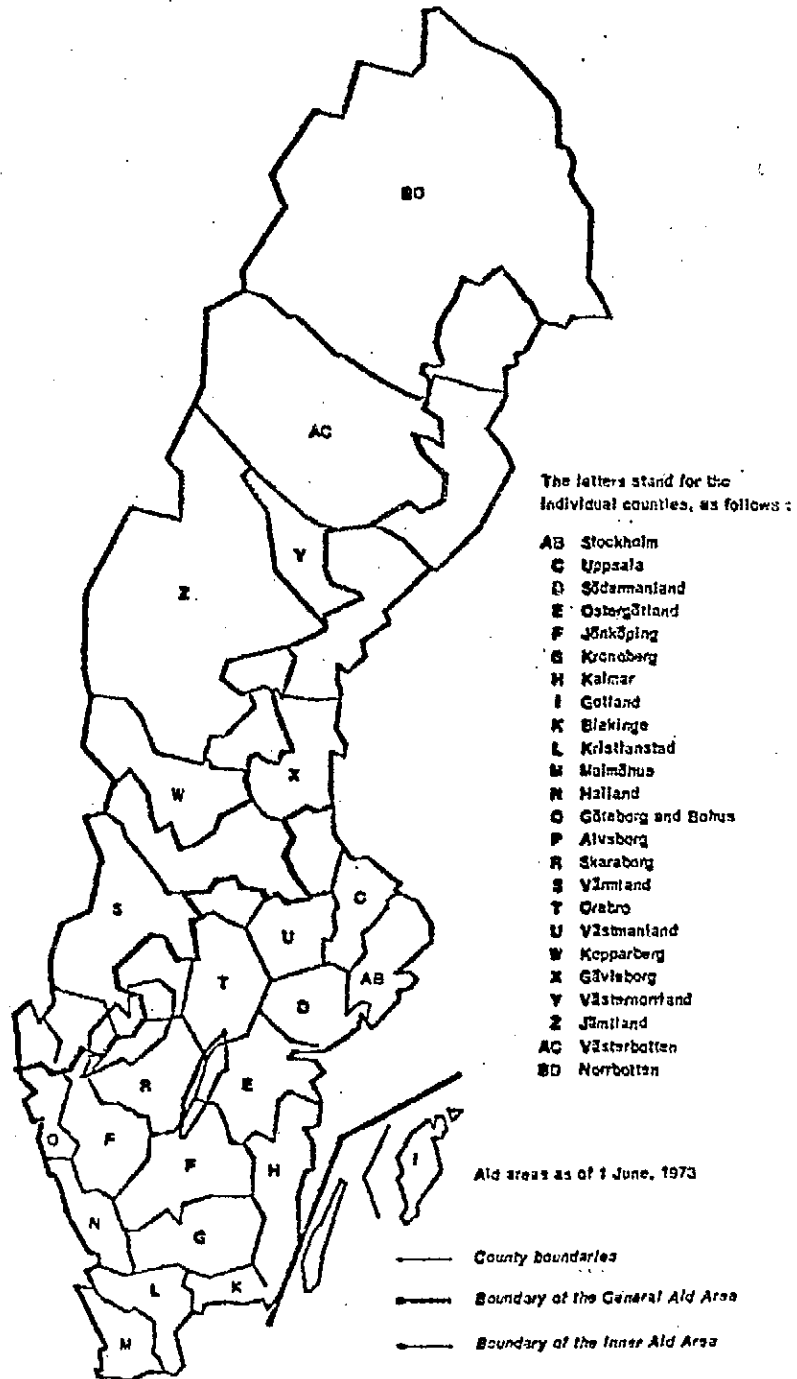 BD
AC
Y
Z
X
W
S
C
U
AB
T
D
R
E
O
P
F
H
I
N
G
L
K
M
The letters stand for the
individual counties, as follows :
AB Stockholm
C Uppsala
D Södermanland
E Ostergötland
F Jönköping
G Kronoberg
H Kalmar
I Gotland
K Blekinge
L Kristianstad
M Malmöhus
N Halland
O Göteborg and Bohus
P Alvsborg
R Skaraborg
S Värmland
T Orebro
U Västmanland
W Kopparberg
X Gävleborg
Y Västernorrland
Z Jämtland
AC Västerbotten
BD Norrbotten
Aid areas as of 1 June, 1973
County boundaries
Boundary of the General Aid Area
Boundary of the Inner Aid Area